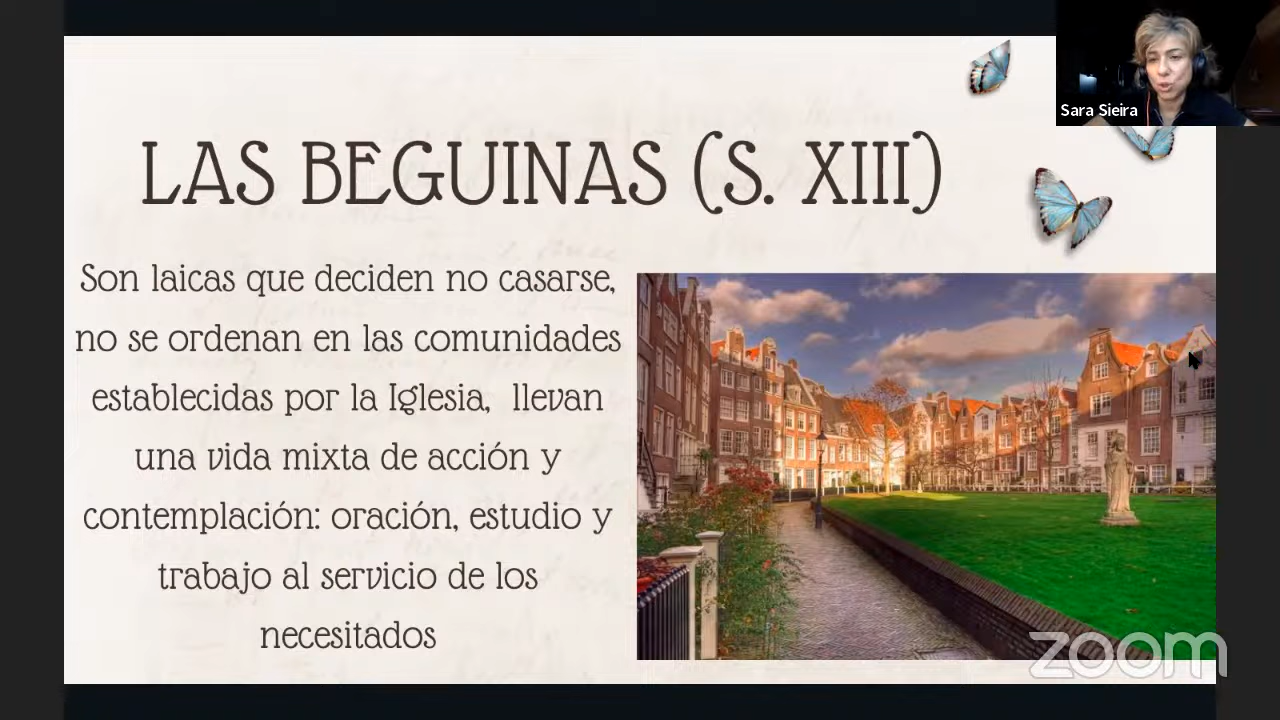 Sara Sieira
LAS BEGUINAS (S. XIII)
Son laicas que deciden no casarse,
no se ordenan en las comunidades
establecidas por la Iglesia, llevan
una vida mixta de acción y
contemplación: oración, estudio y
trabajo al servicio de los
necesitados
zoom